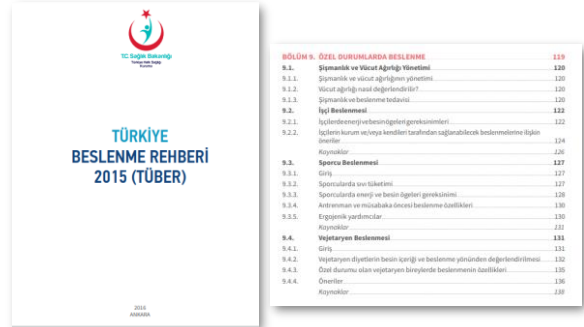 T.C. Sağlık Bakanlığı
Türkiye Halk Sağlığı
Kurumu
TÜRKİYE
BESLENME REHBERİ
2015 (TÜBER)
2016
ANKARA
BÖLÜM 9. ÖZEL DURUMLARDA BESLENME 119
9.1. Şişmanlık ve Vücut Ağırlığı Yönetimi 120
9.1.1. Şişmanlık ve vücut ağırlığının yönetimi 120
9.1.2. Vücut ağırlığı nasıl değerlendirilir? 120
9.1.3. Şişmanlık ve beslenme tedavisi 120
9.2. İşçi Beslenmesi 122
9.2.1. İşçilerde enerji ve besin ögeleri gereksinimleri 122
9.2.2. İşçilerin kurum ve/veya kendileri tarafından sağlanabilecek beslenmelerine ilişkin
öneriler 124
Kaynaklar 126
9.3. Sporcu Beslenmesi 127
9.3.1. Giriş 127
9.3.2. Sporcularda sıvı tüketimi 127
9.3.3. Sporcularda enerji ve besin ögeleri gereksinimi 128
9.3.4. Antrenman ve müsabaka öncesi beslenme özellikleri 130
9.3.5. Ergojenik yardımcılar 130
Kaynaklar 131
9.4. Vejetaryen Beslenmesi 131
9.4.1. Giriş 131
9.4.2. Vejetaryen diyetlerin besin içeriği ve beslenme yönünden değerlendirilmesi 132
9.4.3. Özel durumu olan vejetaryen bireylerde beslenmenin özellikleri 135
9.4.4. Öneriler 136
Kaynaklar 138